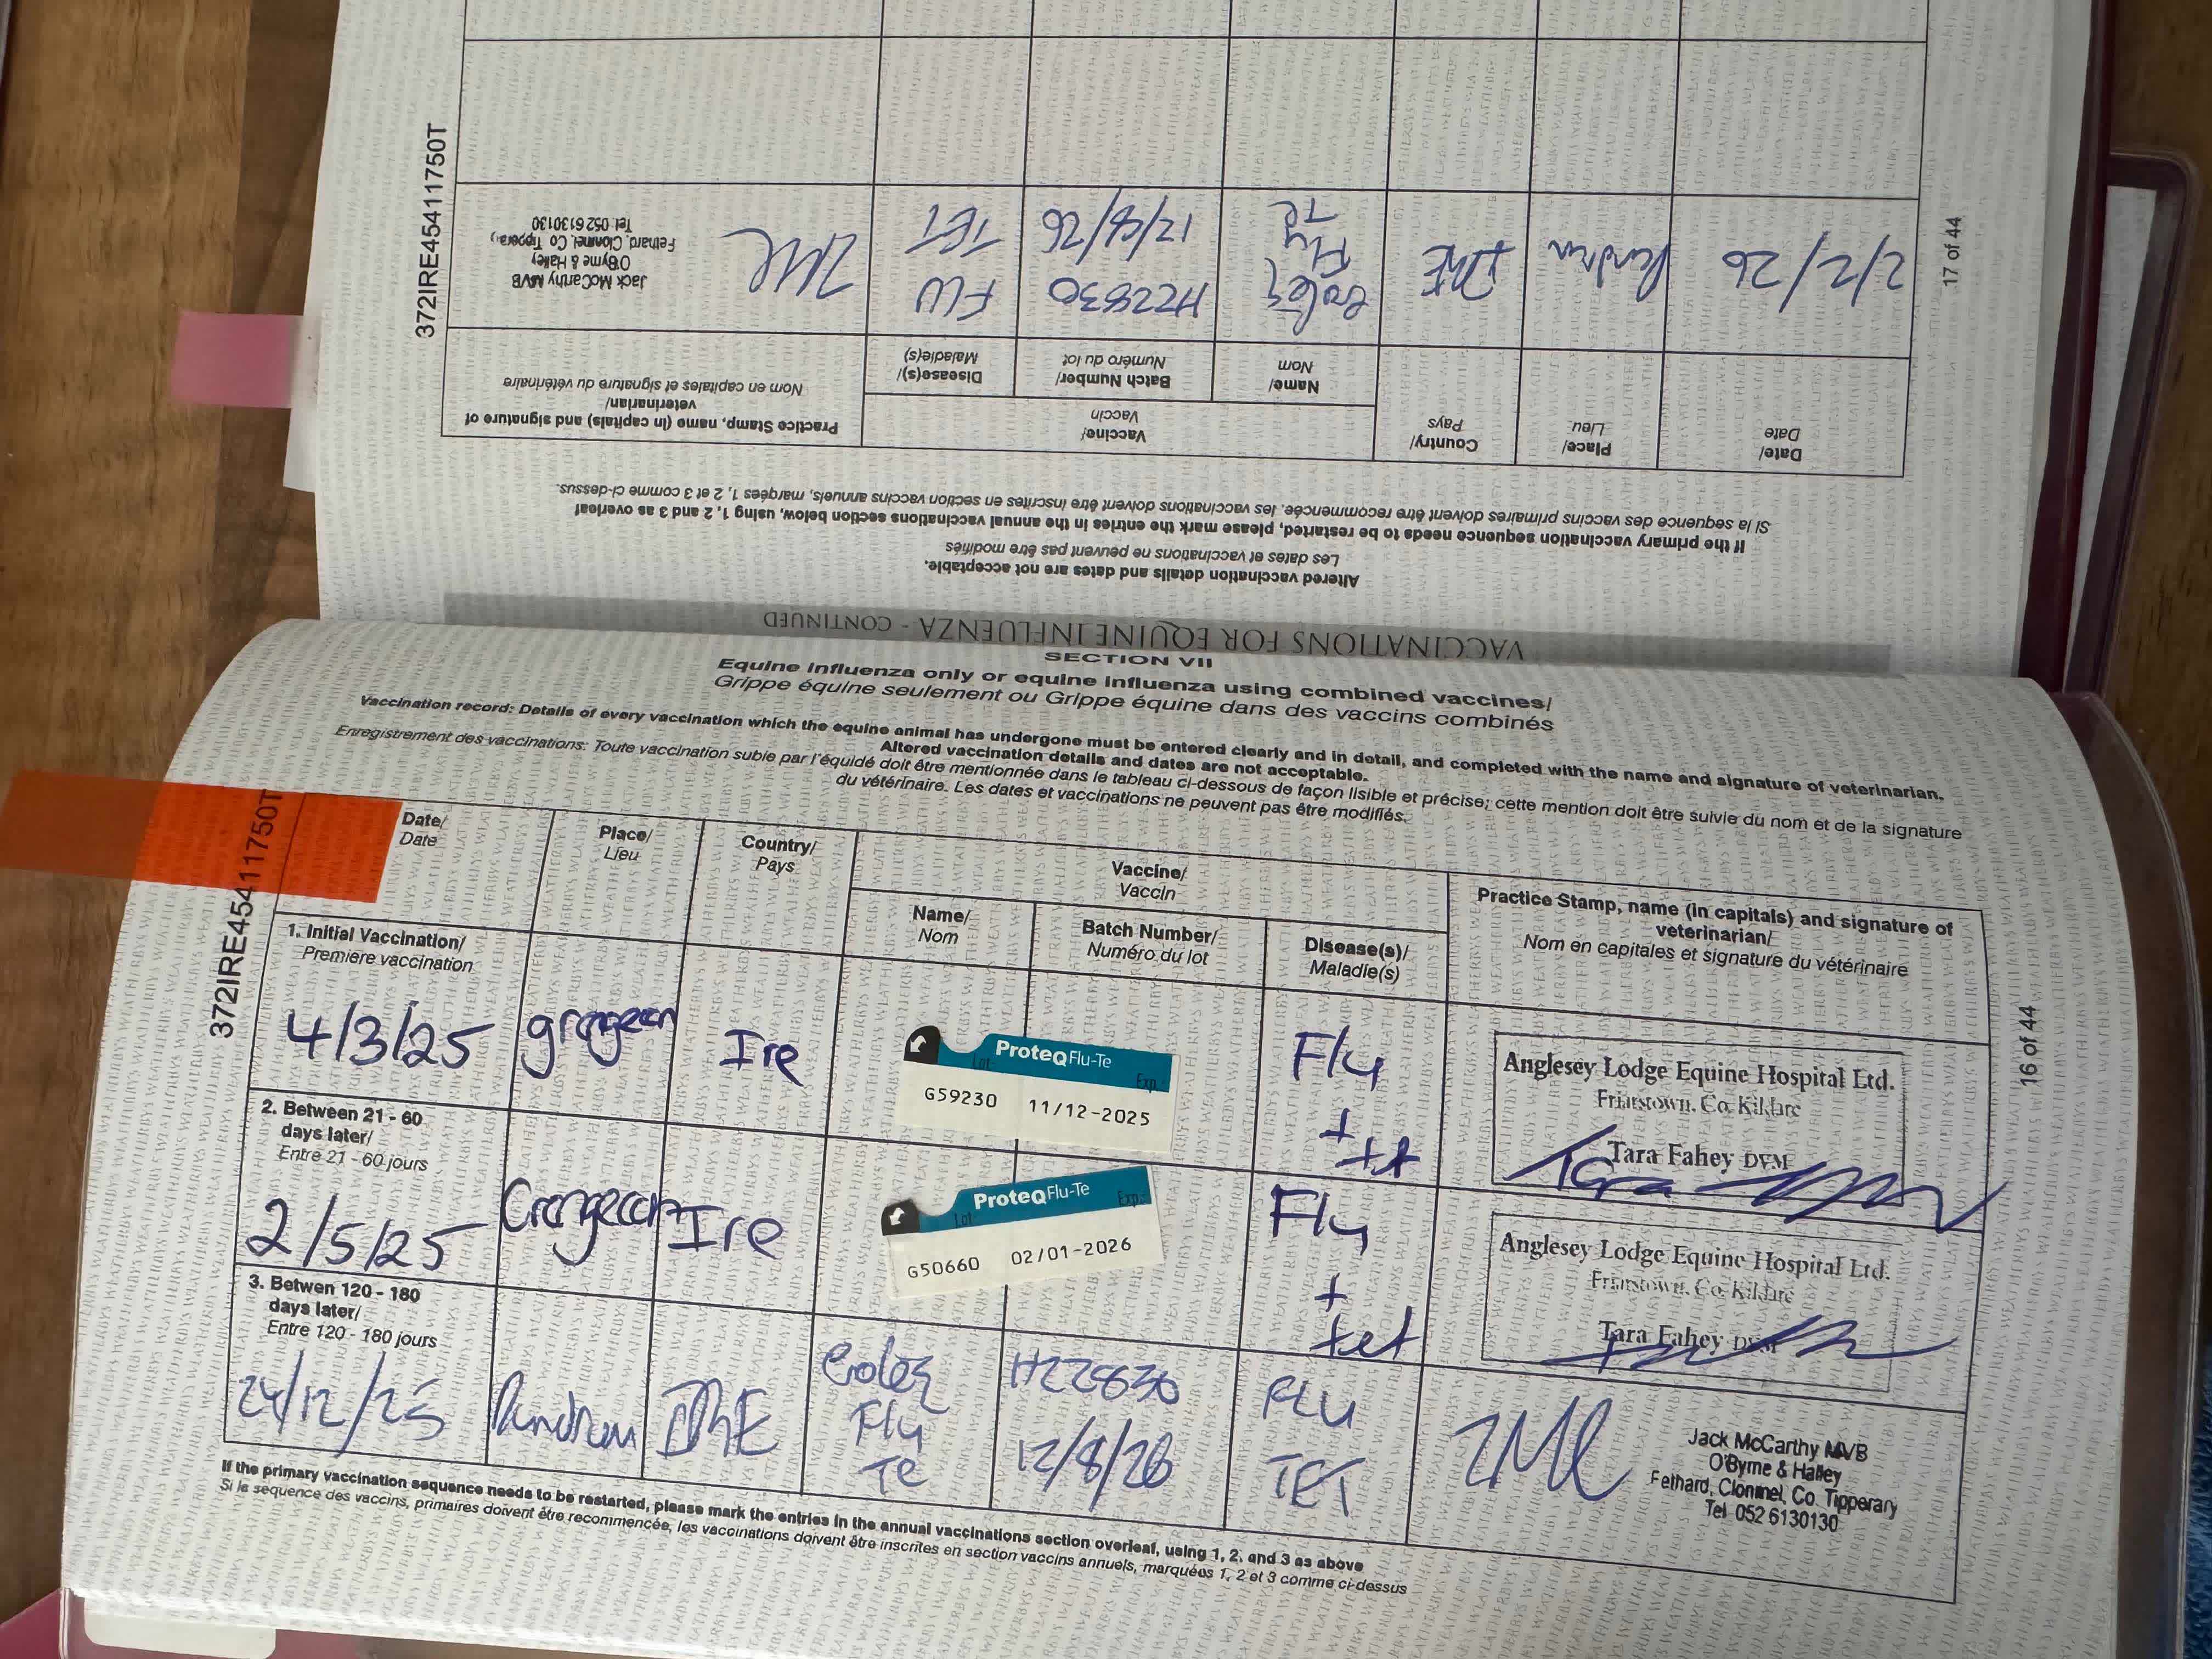 SECTION VII
Equine influenza only or equine influenza using combined vaccines/
Grippe équine seulement ou Grippe équine dans des vaccins combinés
Vaccination record: Details of every vaccination which the equine animal has undergone must be entered clearly and in detail, and completed with the name and signature of veterinarian.
Altered vaccination details and dates are not acceptable.
Enregistrement des vaccinations: Toute vaccination subie par l'équidé doit être mentionnée dans le tableau ci-dessous de façon lisible et précise; cette mention doit être suivie du nom et de la signature
du vétérinaire. Les dates et vaccinations ne peuvent pas être modifiés.
372IRE454117750T
Date/
Date
Place/
Lieu
Country/
Pays
Vaccine/
Vaccin
Name/
Nom
Batch Number/
Numéro du lot
Disease(s)/
Maladie(s)
Practice Stamp, name (in capitals) and signature of
veterinarian/
Nom en capitales et signature du vétérinaire
1. Initial Vaccination/
Premiere vaccination
4/3/25
Ire
ProteqFlu-Te
Lot
Exp.:
G59230 11/12-2025
Flu
+
tet
Anglesey Lodge Equine Hospital Ltd.
Friarstown, Co. Kildare
Tara Fahey DVM
2. Between 21 - 60
days later/
Entre 21 - 60 jours
2/5/25
Ire
ProteqFlu-Te
Lot
Exp.:
G50660 02/01-2026
Flu
+
tet
Anglesey Lodge Equine Hospital Ltd.
Friarstown, Co. Kildare
Tara Fahey DVM
3. Betwen 120 - 180
days later/
Entre 120 - 180 jours
Dundrum
IRE
Flu
Te
H22830
12/8/26
FLU
TET
Jack McCarthy MVB
O'Byrne & Halley
Fethard, Clonmel, Co. Tipperary
Tel 052 6130130
If the primary vaccination sequence needs to be restarted, please mark the entries in the annual vaccinations section overleaf, using 1, 2, and 3 as above
Si la sequence des vaccins, primaires doivent être recommencée, les vaccinations doivent être inscrites en section vaccins annuels, marquéos 1, 2 et 3 comme ci-dessus
16 of 44
VACCINATIONS FOR EQUINE INFLUENZA - CONTINUED
Altered vaccination details and dates are not acceptable.
Les dates et vaccinations ne peuvent pas être modifiés
If the primary vaccination sequence needs to be restarted, please mark the entries in the annual vaccinations section below, using 1, 2 and 3 as overleaf
Si la sequence des vaccins primaires doivent être recommencée, les vaccinations doivent être inscrites en section vaccins annuels, marqées 1, 2 et 3 comme ci-dessus.
Date/
Date
Place/
Lieu
Country/
Pays
Vaccine/
Vaccin
Name/
Nom
Batch Number/
Numéro du lot
Disease(s)/
Maladie(s)
Practice Stamp, name (in capitals) and signature of
veterinarian/
Nom en capitales et signature du vétérinaire
2/2/26
Dundrum
IRE
Flu
Te
H22830
12/8/26
FLU
TET
Jack McCarthy MVB
O'Byrne & Halley
Fethard, Clonmel, Co. Tipperary
Tel: 052 6130130
372IRE454117750T
17 of 44